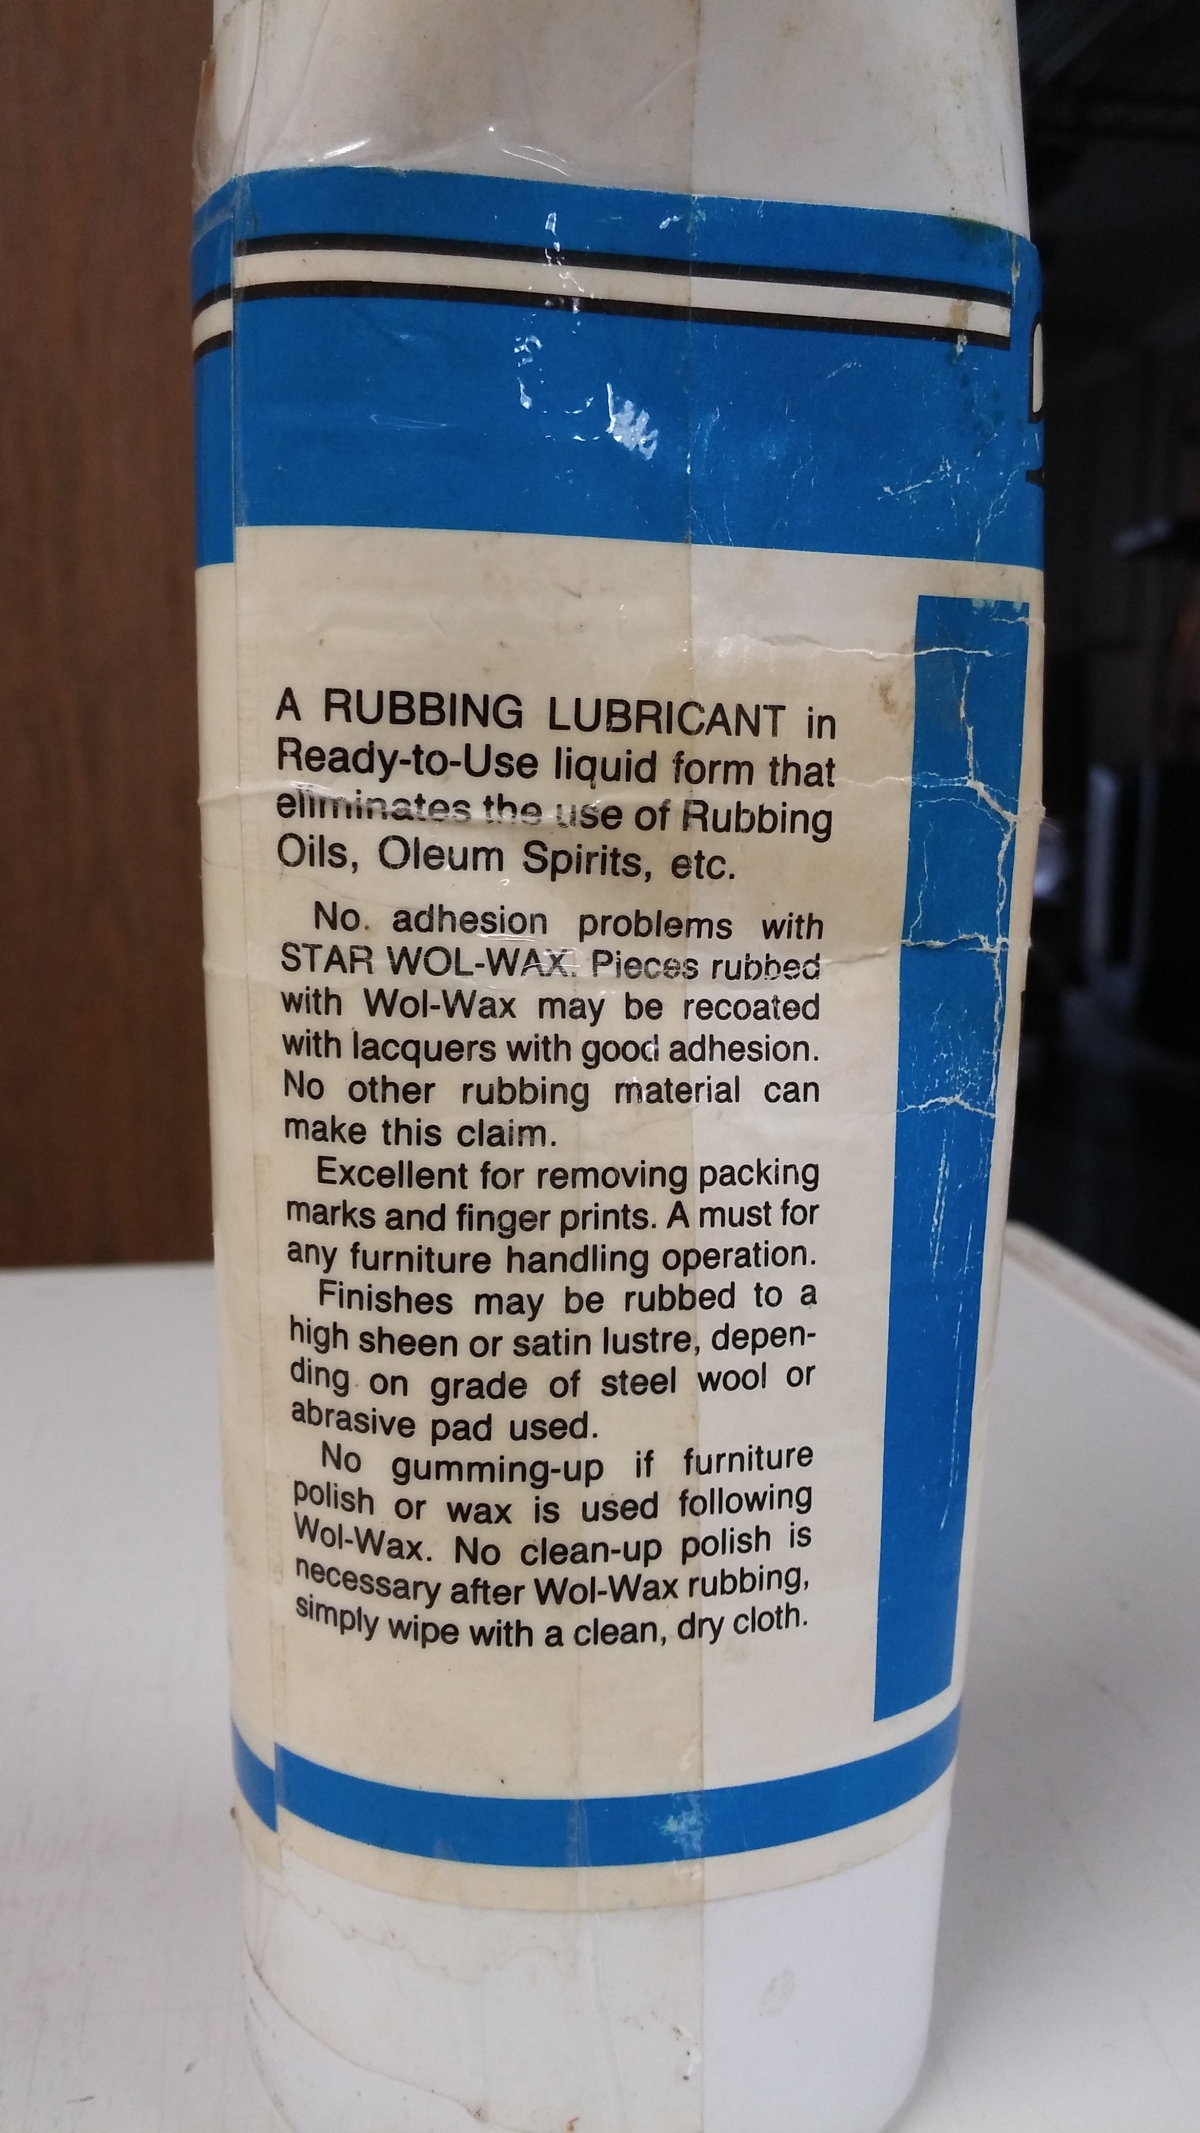 A RUBBING LUBRICANT in
Ready-to-Use liquid form that
eliminates the use of Rubbing
Oils, Oleum Spirits, etc.
No. adhesion problems with
STAR WOL-WAX. Pieces rubbed
with Wol-Wax may be recoated
with lacquers with good adhesion.
No other rubbing material can
make this claim.
Excellent for removing packing
marks and finger prints. A must for
any furniture handling operation.
Finishes may be rubbed to a
high sheen or satin lustre, depen-
ding on grade of steel wool or
abrasive pad used.
No gumming-up if furniture
polish or wax is used following
Wol-Wax. No clean-up polish is
necessary after Wol-Wax rubbing,
simply wipe with a clean, dry cloth.